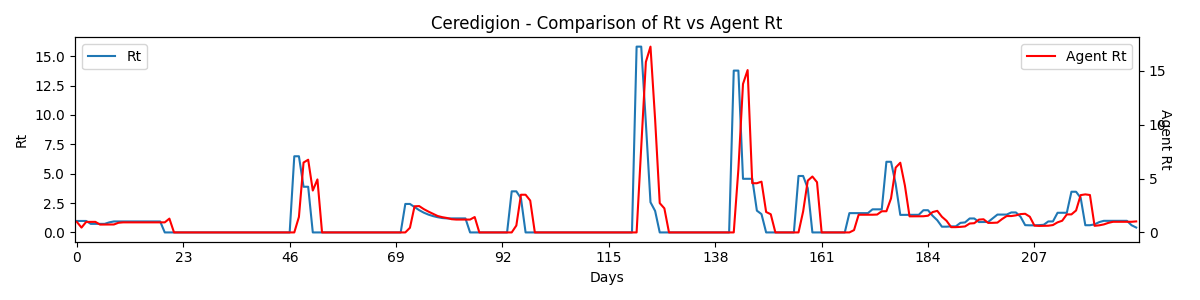 Ceredigion - Comparison of Rt vs Agent Rt
Rt
Agent Rt
15.0
12.5
10.0
7.5
5.0
2.5
0.0
Rt
15
10
5
0
Agent Rt
0 23 46 69 92 115 138 161 184 207
Days